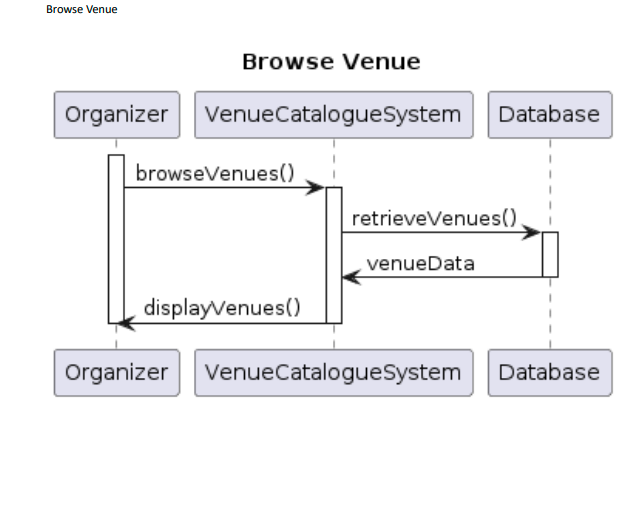 Browse Venue
Browse Venue
Organizer VenueCatalogueSystem Database
browseVenues()
retrieveVenues()
venueData
displayVenues()
Organizer VenueCatalogueSystem Database